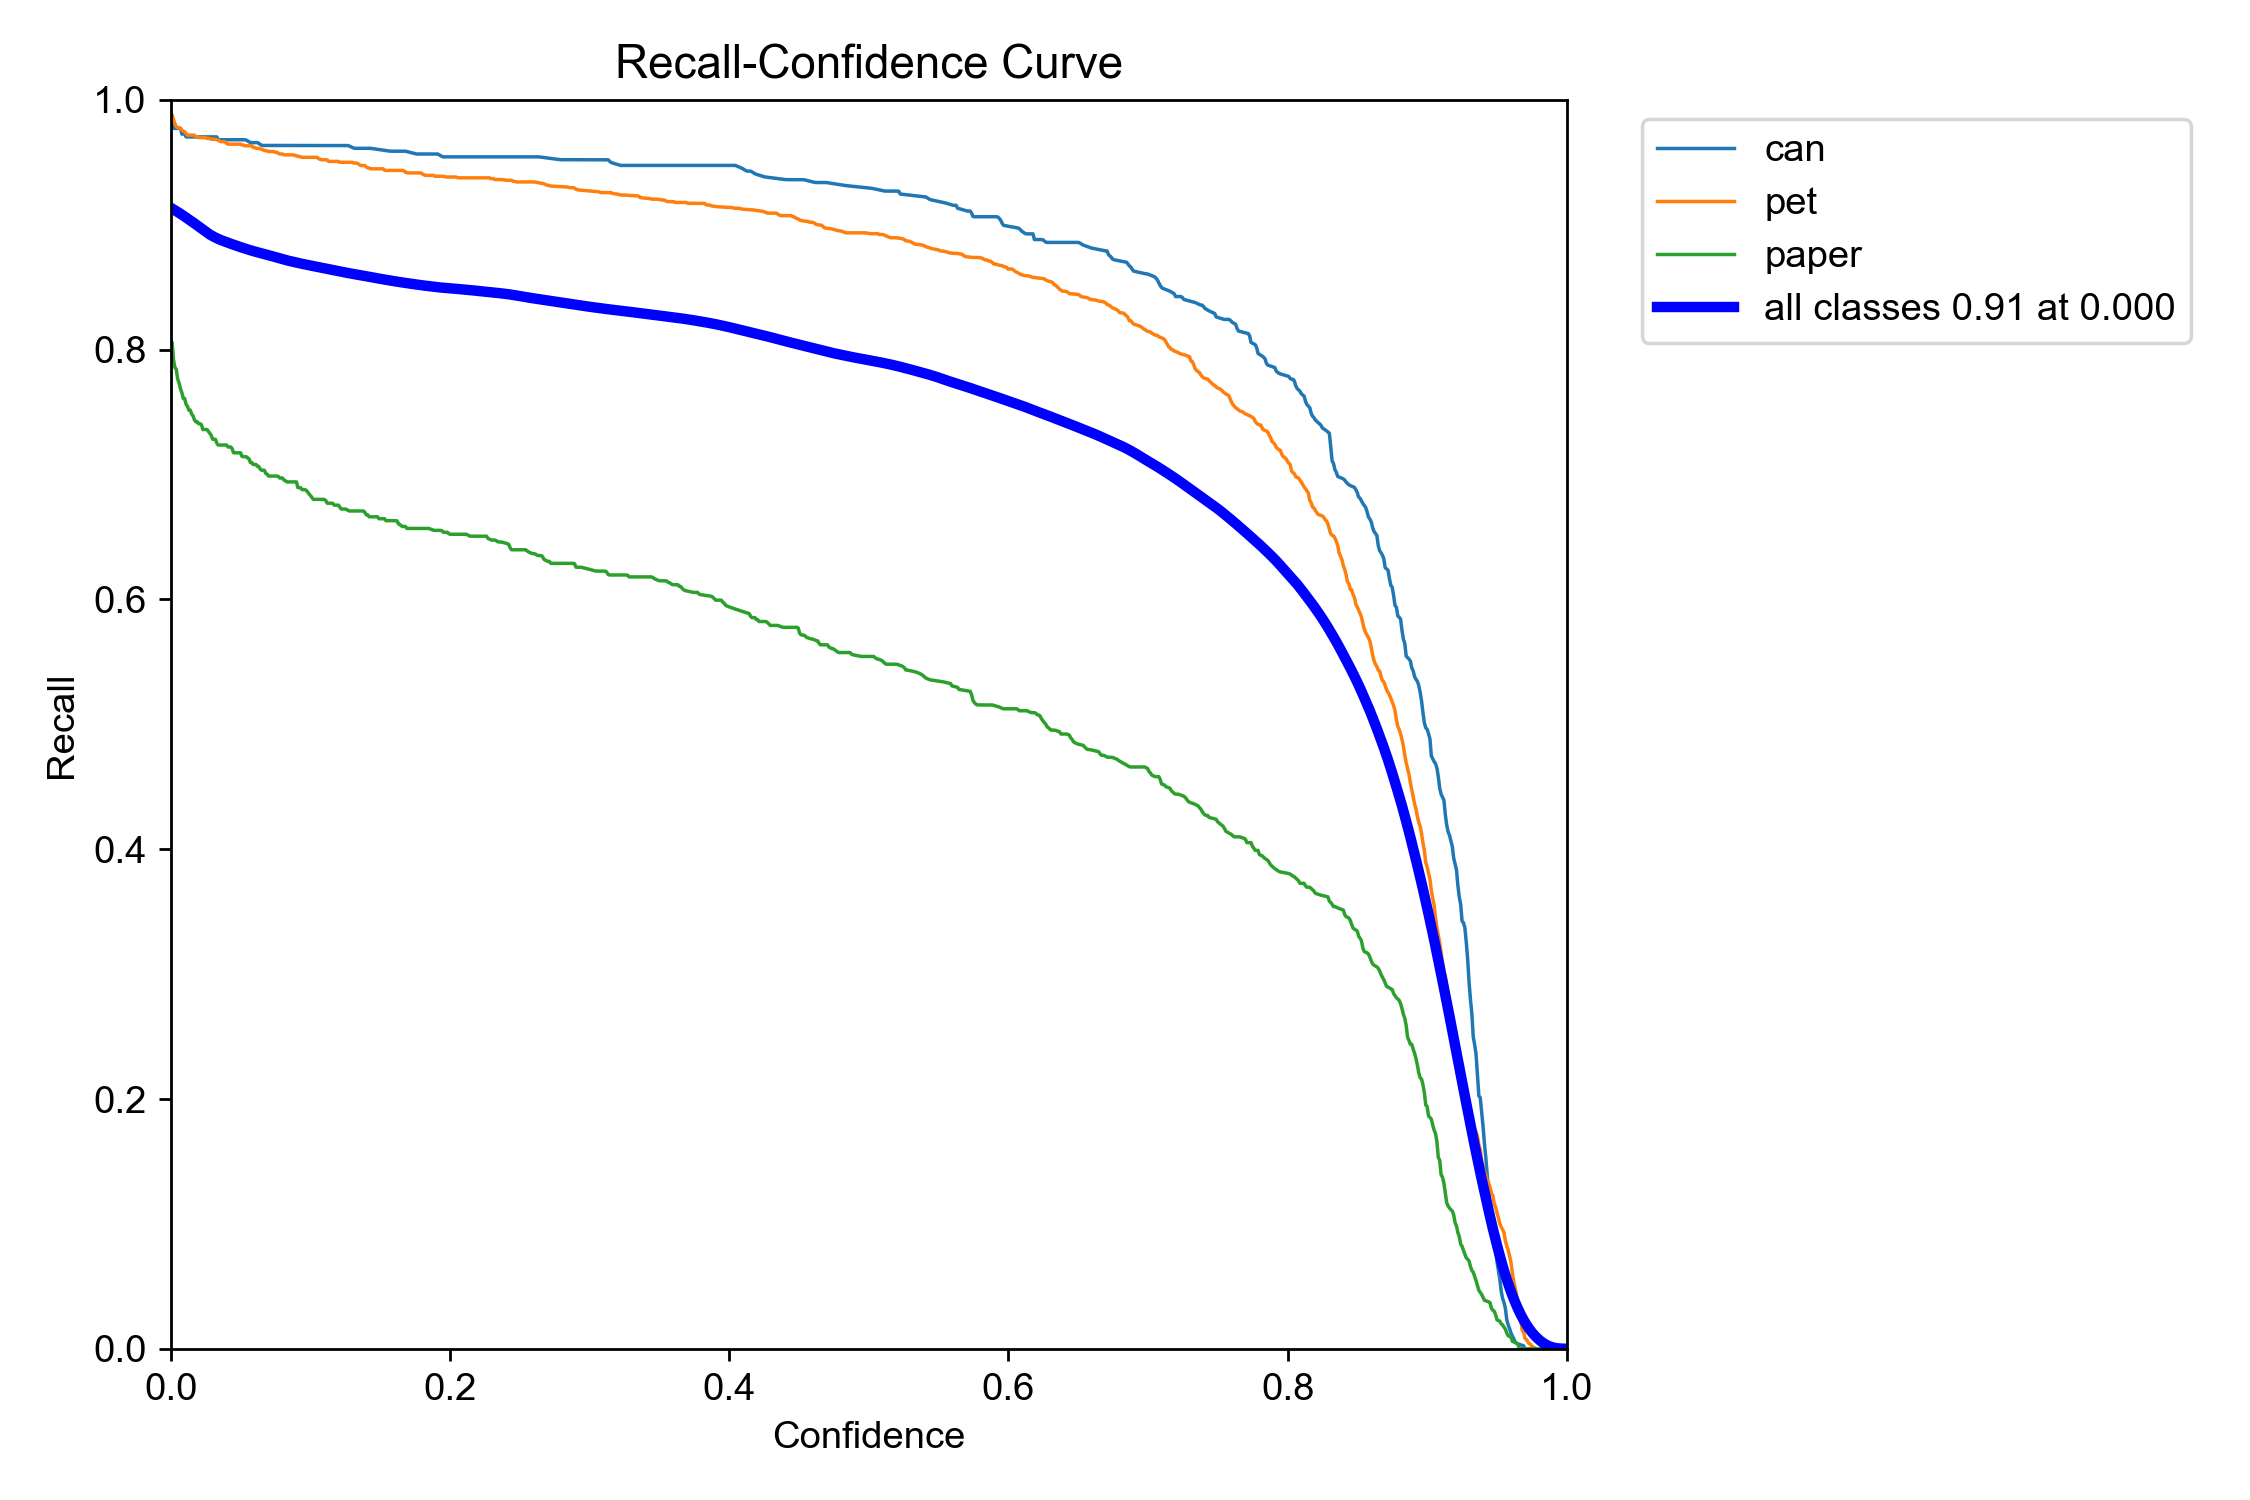 Recall-Confidence Curve
1.0
0.8
0.6
0.4
0.2
0.0
Recall
0.0 0.2 0.4 0.6 0.8 1.0
Confidence
can
pet
paper
all classes 0.91 at 0.000